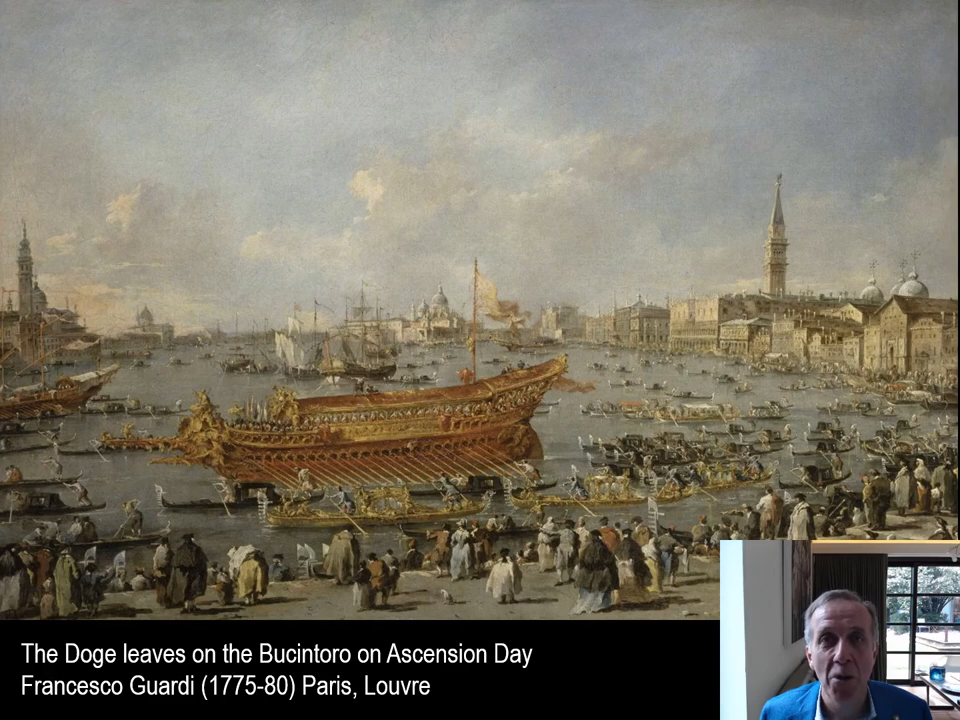 The Doge leaves on the Bucintoro on Ascension Day
Francesco Guardi (1775-80) Paris, Louvre